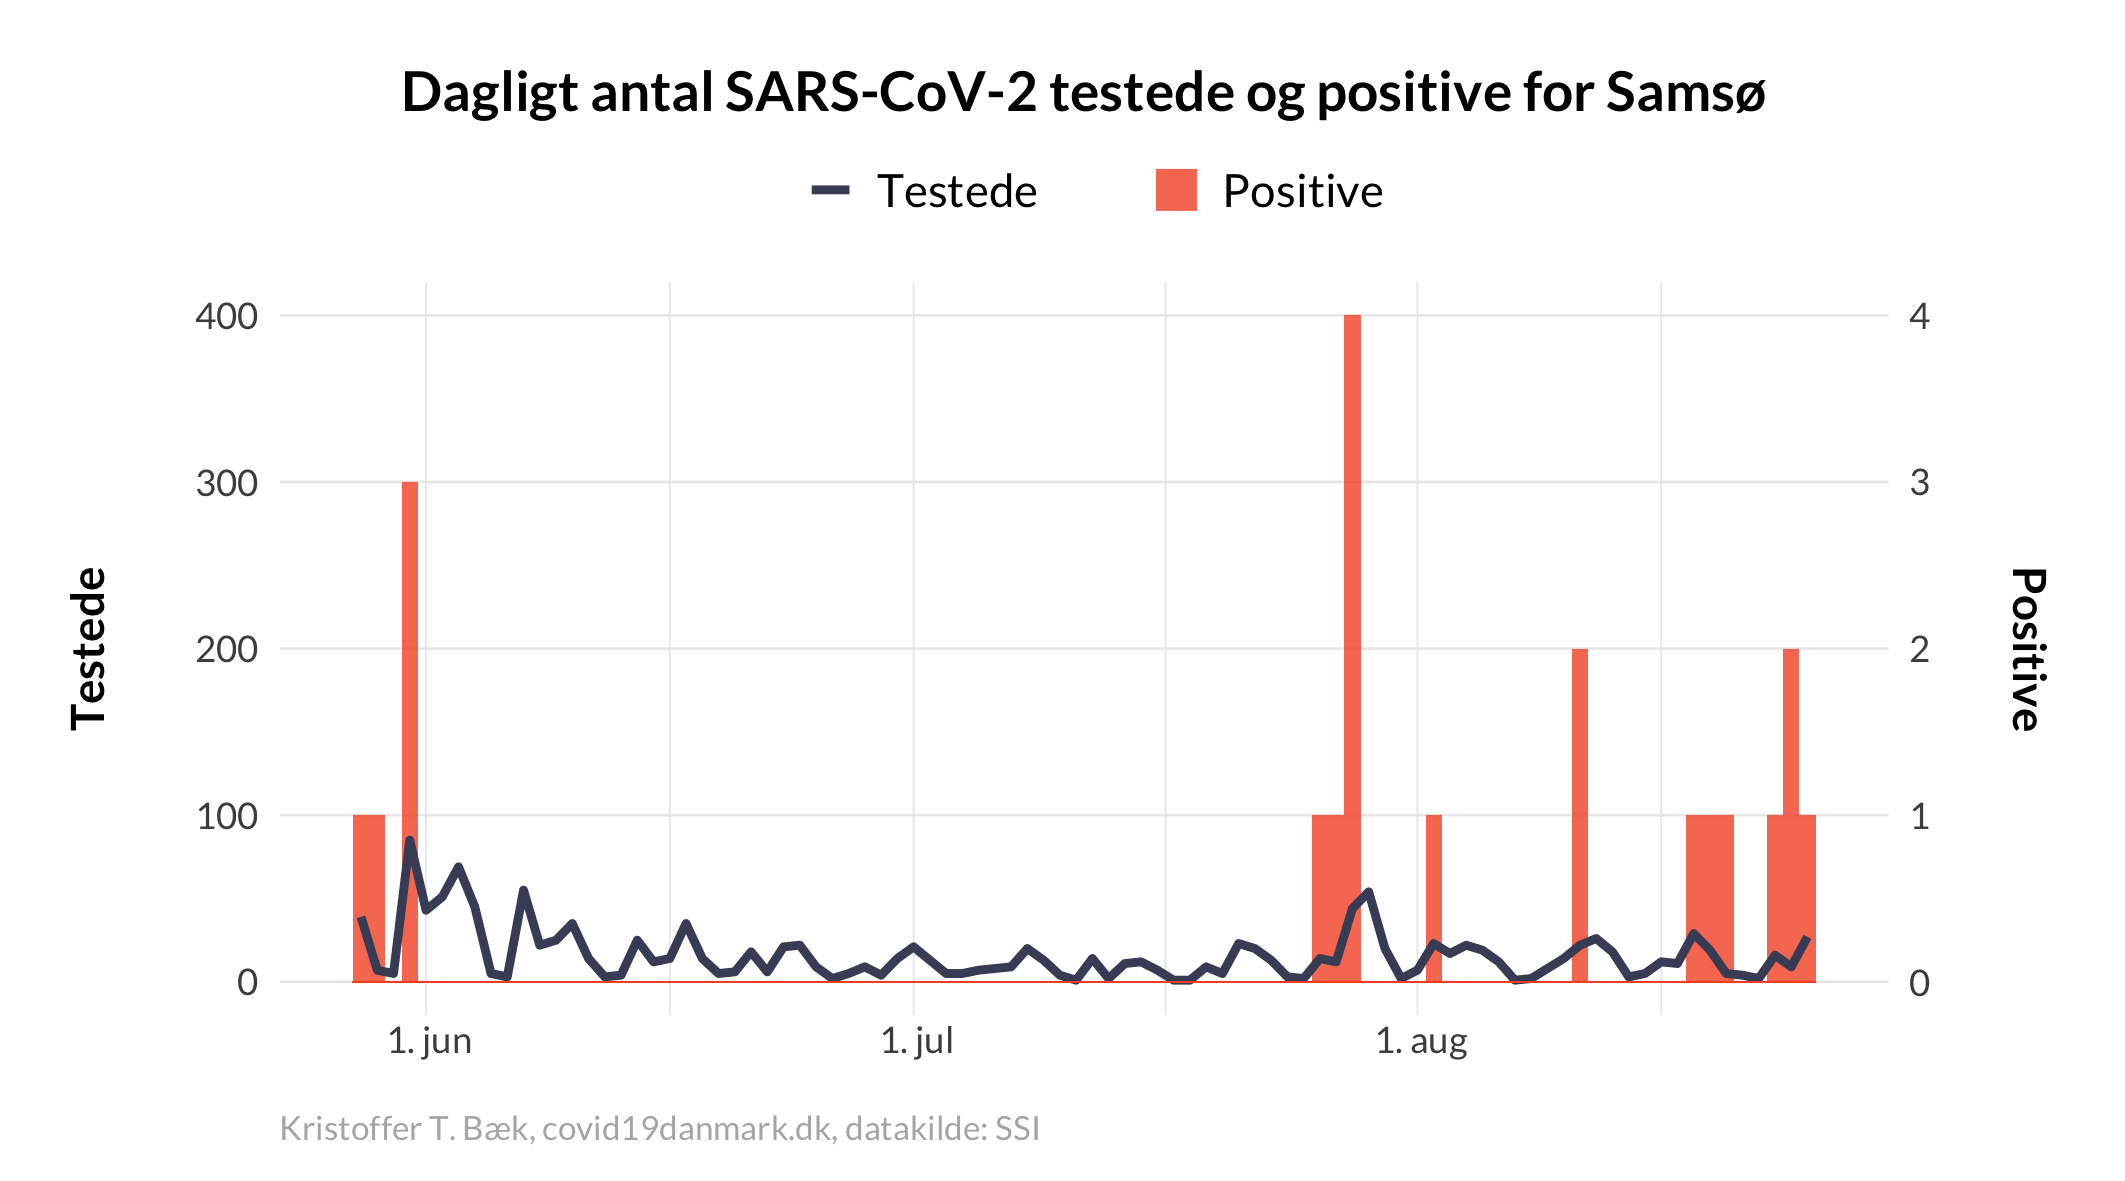 Dagligt antal SARS-CoV-2 testede og positive for Samsø
Testede
Positive
400
300
200
100
0
4
3
2
1
0
Testede
Positive
1. jun
1. jul
1. aug
Kristoffer T. Bæk, covid19danmark.dk, datakilde: SSI